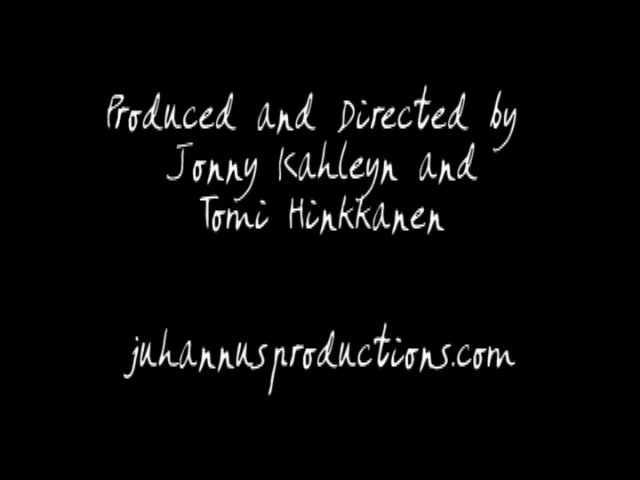 Produced and Directed by
Jonny Kahleyn and
Tomi Hinkkanen
juhannusproductions.com